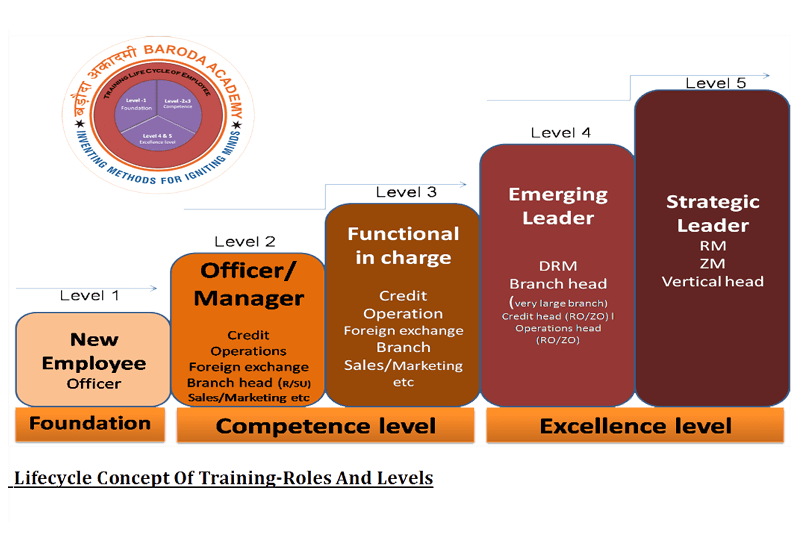 बड़ौदा अकादमी BARODA ACADEMY
TRAINING LIFE CYCLE OF EMPLOYEE
Level -1
Foundation
Level -2&3
Competence
Level 4 & 5
Excellence level
INVENTING METHODS FOR IGNITING MINDS
Level 1
New
Employee
Officer
Foundation
Level 2
Officer/
Manager
Credit
Operations
Foreign exchange
Branch head (R/SU)
Sales/Marketing etc
Level 3
Functional
in charge
Credit
Operation
Foreign exchange
Branch
Sales/Marketing
etc
Competence level
Level 4
Emerging
Leader
DRM
Branch head
(very large branch)
Credit head (RO/ZO) l
Operations head
(RO/ZO)
Level 5
Strategic
Leader
RM
ZM
Vertical head
Excellence level
Lifecycle Concept Of Training-Roles And Levels